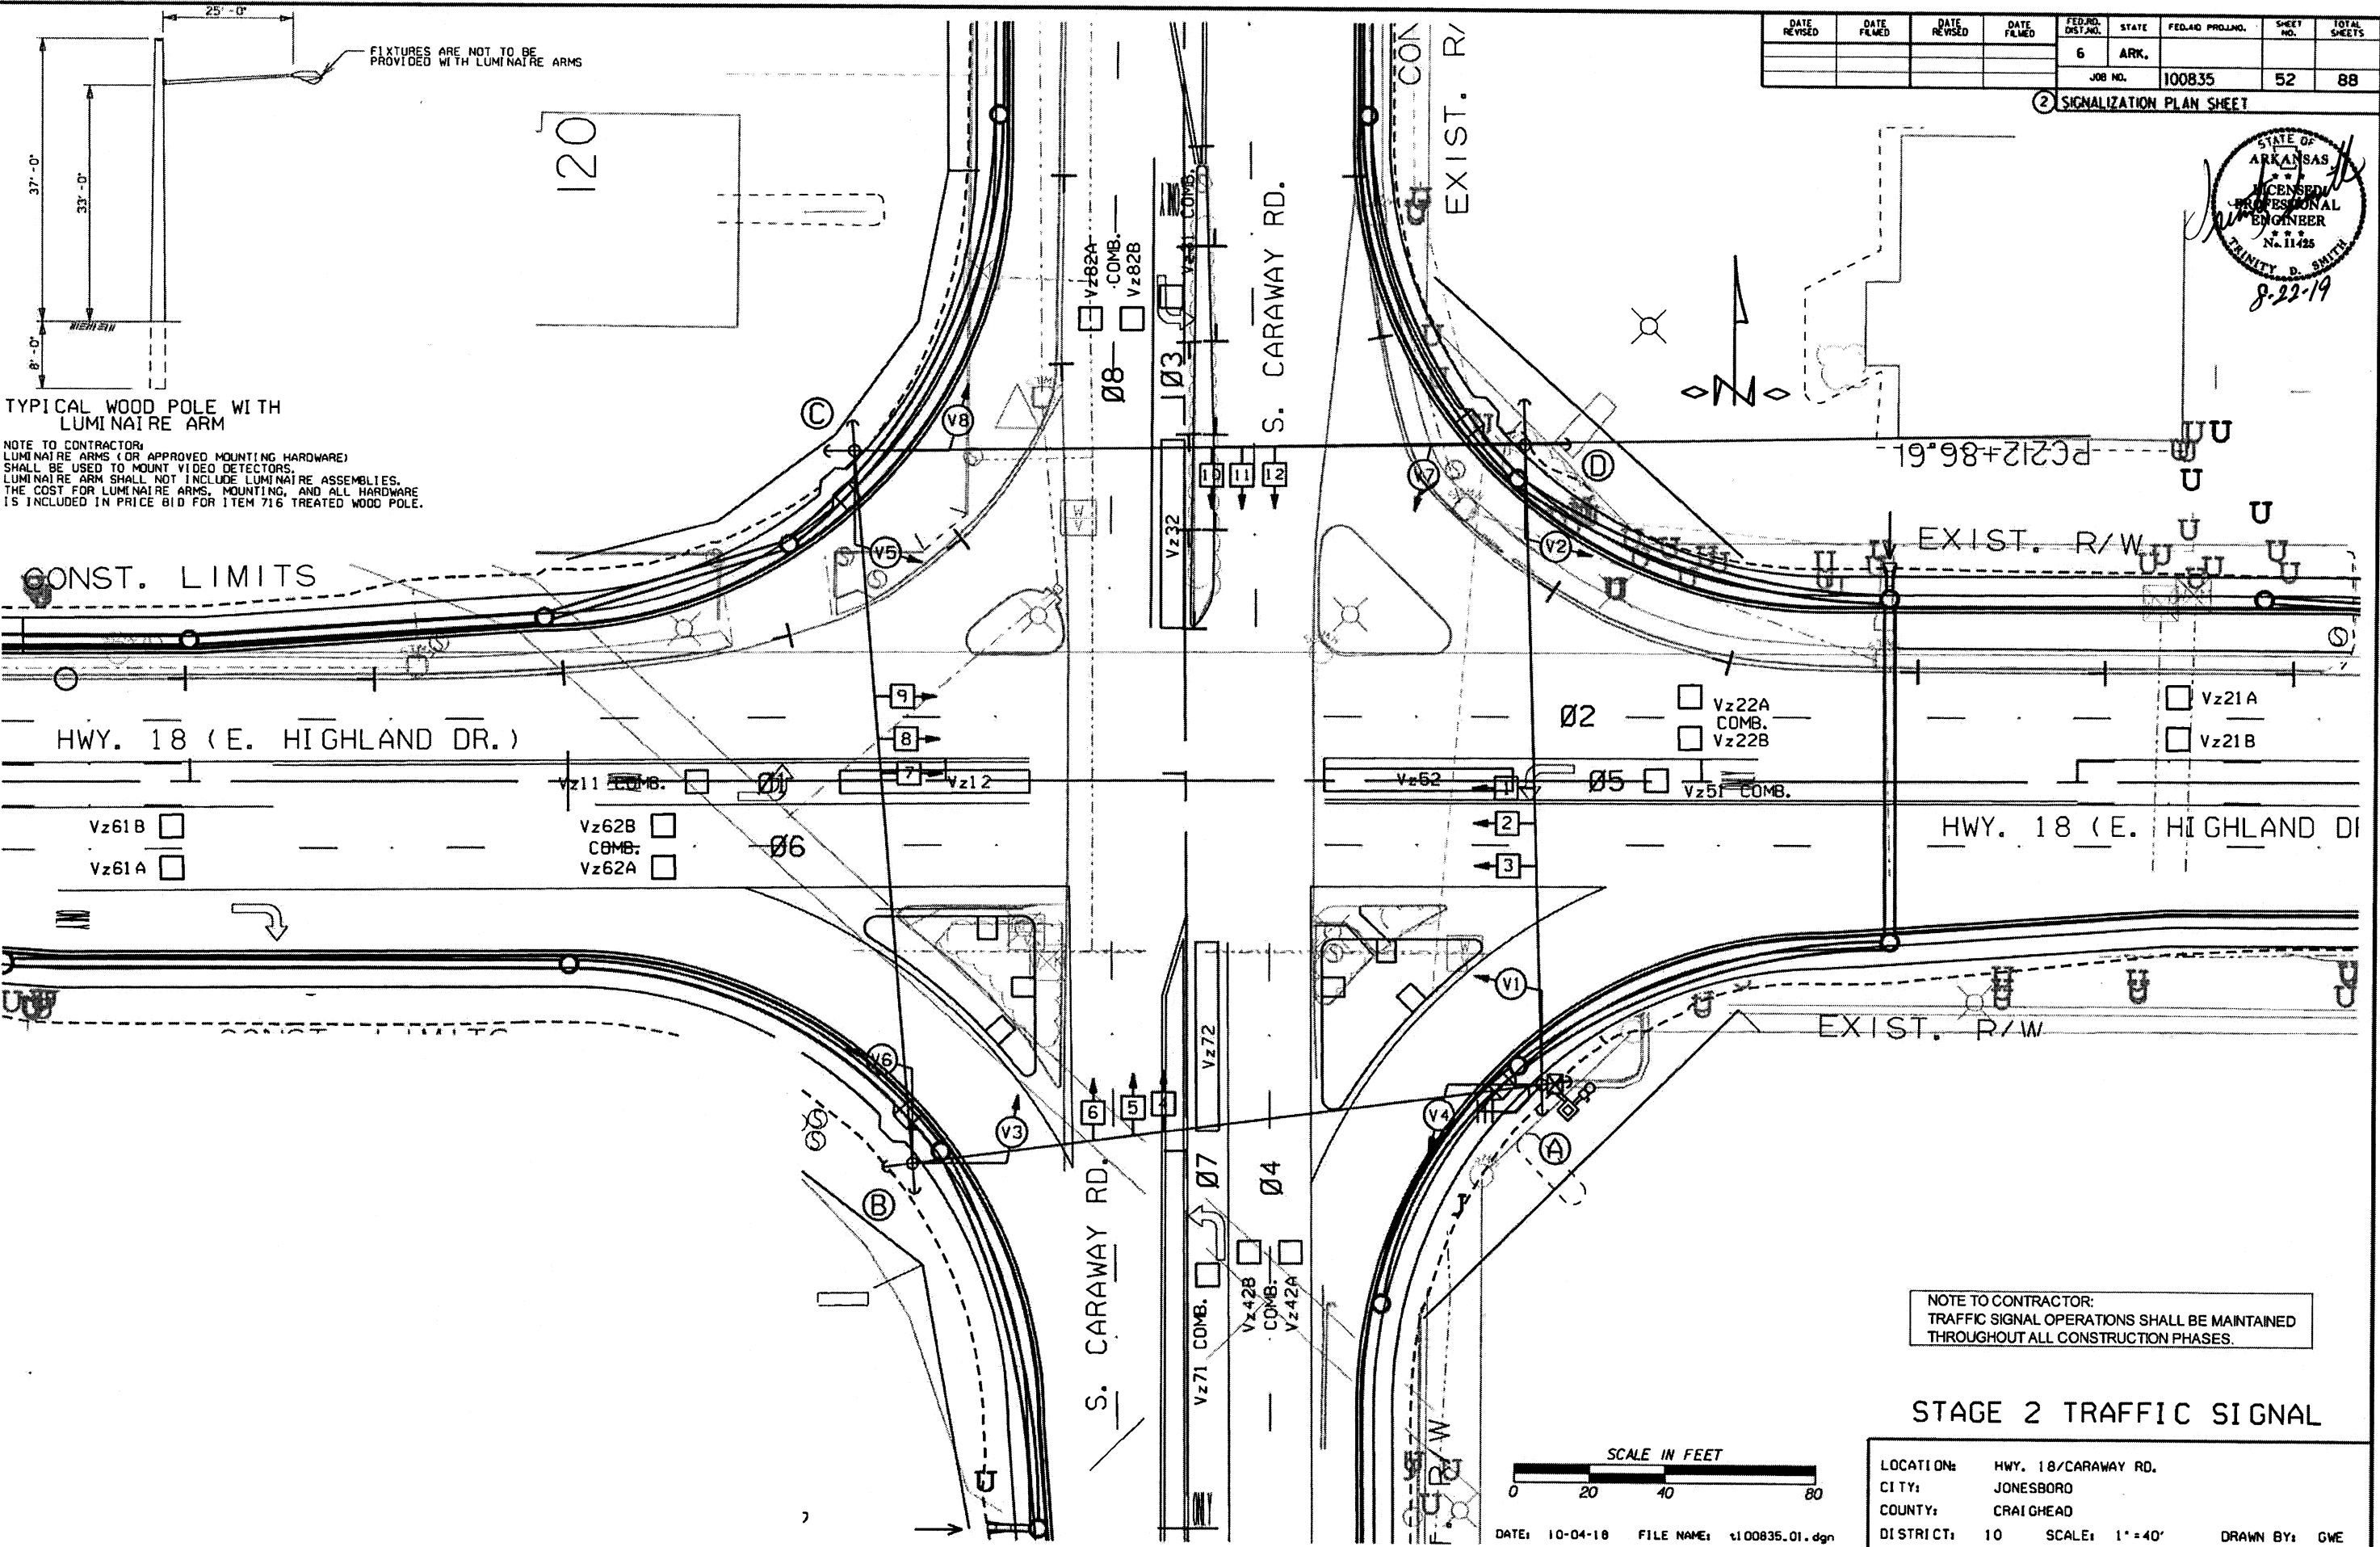 25'-0"
FIXTURES ARE NOT TO BE
PROVIDED WITH LUMINAIRE ARMS
37'-0"
33'-0"
8'-0"
TYPICAL WOOD POLE WITH
LUMINAIRE ARM
NOTE TO CONTRACTOR:
LUMINAIRE ARMS (OR APPROVED MOUNTING HARDWARE)
SHALL BE USED TO MOUNT VIDEO DETECTORS.
LUMINAIRE ARM SHALL NOT INCLUDE LUMINAIRE ASSEMBLIES.
THE COST FOR LUMINAIRE ARMS, MOUNTING, AND ALL HARDWARE
IS INCLUDED IN PRICE BID FOR ITEM 716 TREATED WOOD POLE.
DATE REVISED
DATE FILMED
DATE REVISED
DATE FILMED
FED.RD. DIST.NO.
STATE
FED.AID PROJ.NO.
SHEET NO.
TOTAL SHEETS
6
ARK.
JOB NO.
100835
52
88
2 SIGNALIZATION PLAN SHEET
STATE OF
ARKANSAS
LICENSED
PROFESSIONAL
ENGINEER
No. 11425
TRINITY D. SMITH
8-22-19
120
CON
EXIST. R/
S. CARAWAY RD.
Vz82A
COMB.
Vz82B
Ø8
Ø3
COMB.
Vz32
C
V8
V5
10
11
12
V7
D
V2
N
PC212+86.61
EXIST. R/W
CONST. LIMITS
HWY. 18 (E. HIGHLAND DR.)
9
8
7
Vz11 COMB.
Ø1
Vz12
Vz61B
Vz61A
Vz62B
COMB.
Vz62A
Ø6
Vz52
1
2
3
Ø5
Vz51 COMB.
Ø2
Vz22A
COMB.
Vz22B
Vz21A
Vz21B
HWY. 18 (E. HIGHLAND DR
CONST. LIMITS
V6
V3
B
6
5
4
Vz72
V1
V4
A
EXIST. R/W
S. CARAWAY RD.
Ø7
Ø4
Vz71 COMB.
Vz42B
COMB.
Vz42A
ONLY
R/W
NOTE TO CONTRACTOR:
TRAFFIC SIGNAL OPERATIONS SHALL BE MAINTAINED
THROUGHOUT ALL CONSTRUCTION PHASES.
STAGE 2 TRAFFIC SIGNAL
SCALE IN FEET
0 20 40 80
DATE: 10-04-18 FILE NAME: t100835.01.dgn
LOCATION: HWY. 18/CARAWAY RD.
CITY: JONESBORO
COUNTY: CRAIGHEAD
DISTRICT: 10 SCALE: 1"=40' DRAWN BY: GWE